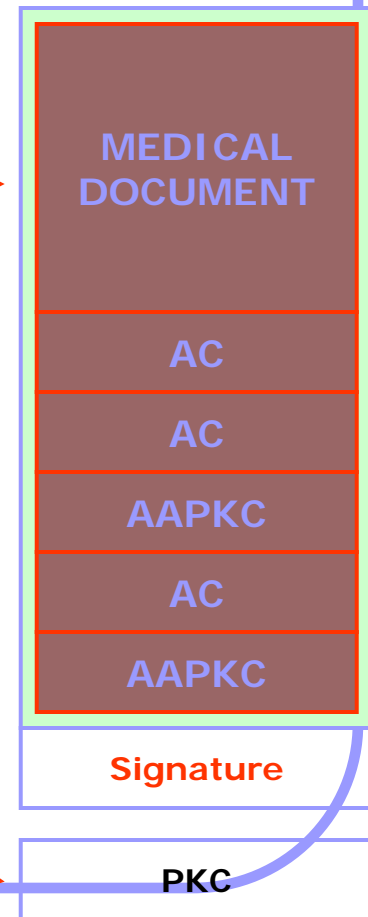 MEDICAL
DOCUMENT
AC
AC
AAPKC
AC
AAPKC
Signature
PKC